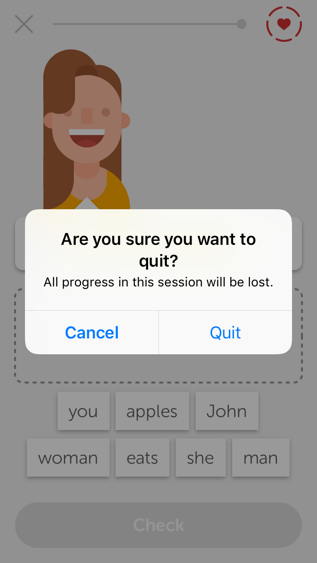 Are you sure you want to
quit?
All progress in this session will be lost.
Cancel Quit
you apples John
woman eats she man
Check